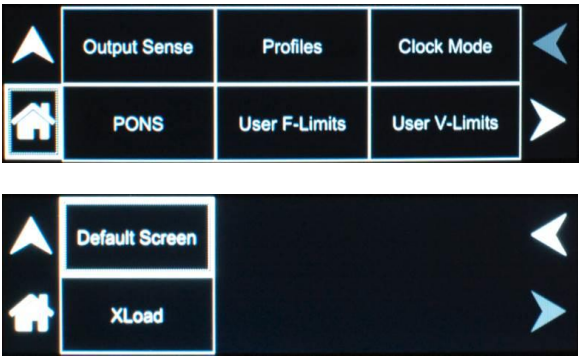 Output Sense
Profiles
Clock Mode
PONS
User F-Limits
User V-Limits
Default Screen
XLoad